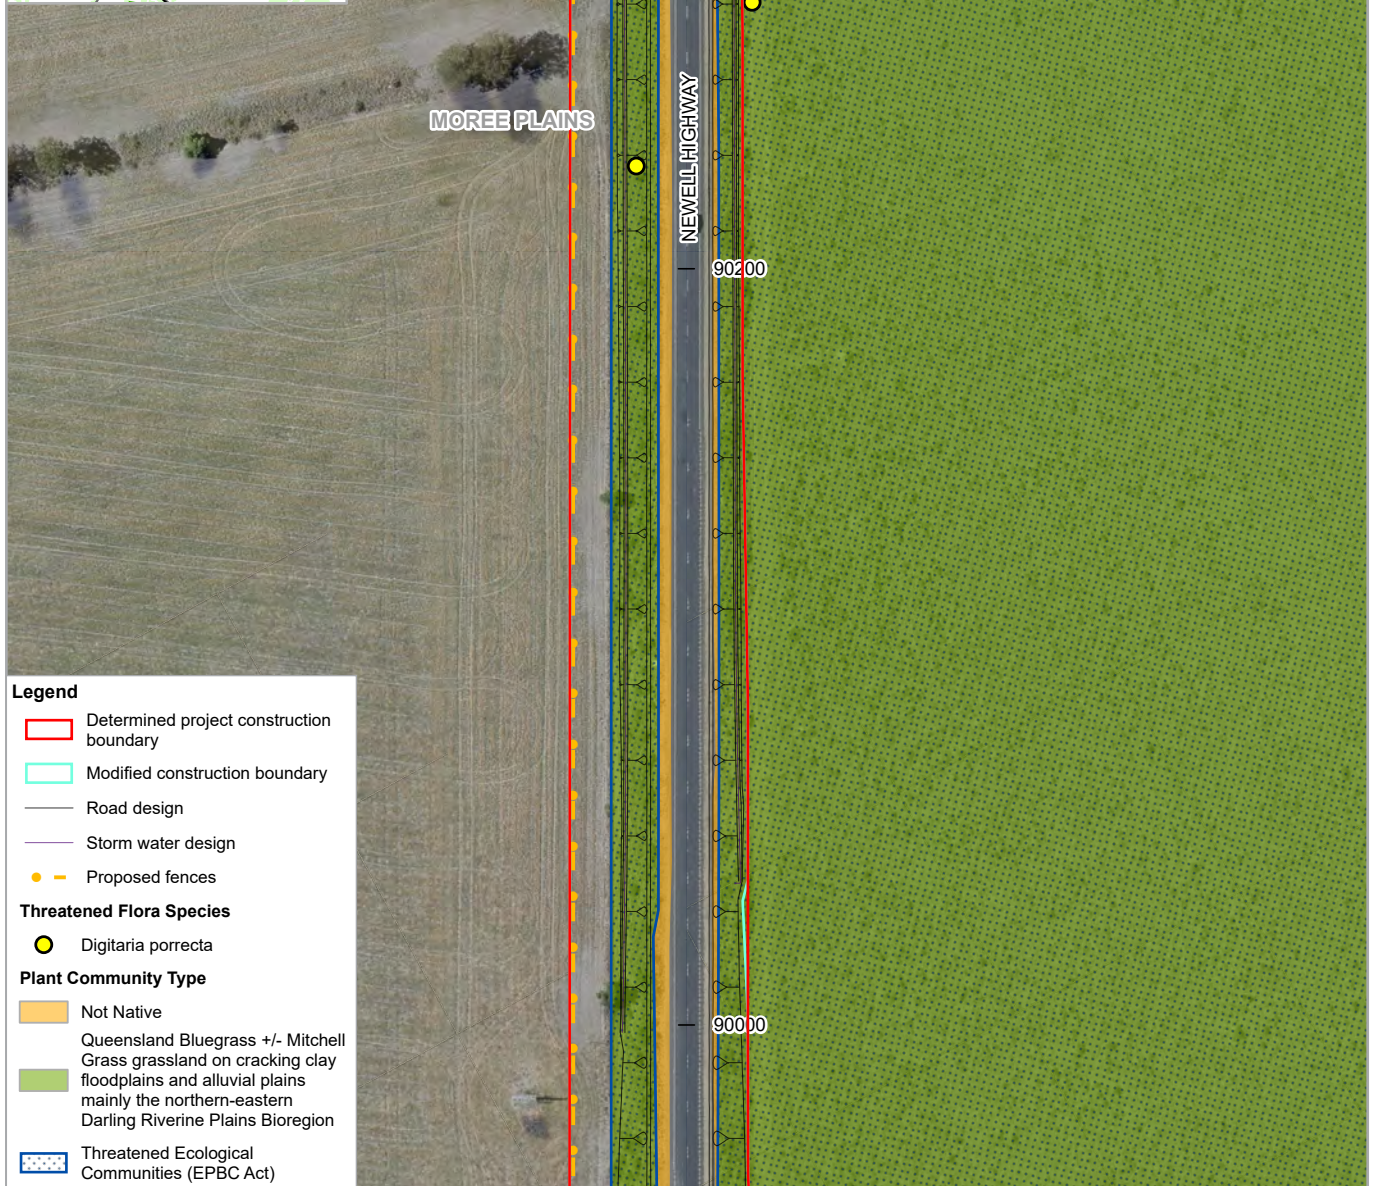 MOREE PLAINS
NEWELL HIGHWAY
90200
90000
Legend
Determined project construction
boundary
Modified construction boundary
Road design
Storm water design
Proposed fences
Threatened Flora Species
Digitaria porrecta
Plant Community Type
Not Native
Queensland Bluegrass +/- Mitchell
Grass grassland on cracking clay
floodplains and alluvial plains
mainly the northern-eastern
Darling Riverine Plains Bioregion
Threatened Ecological
Communities (EPBC Act)